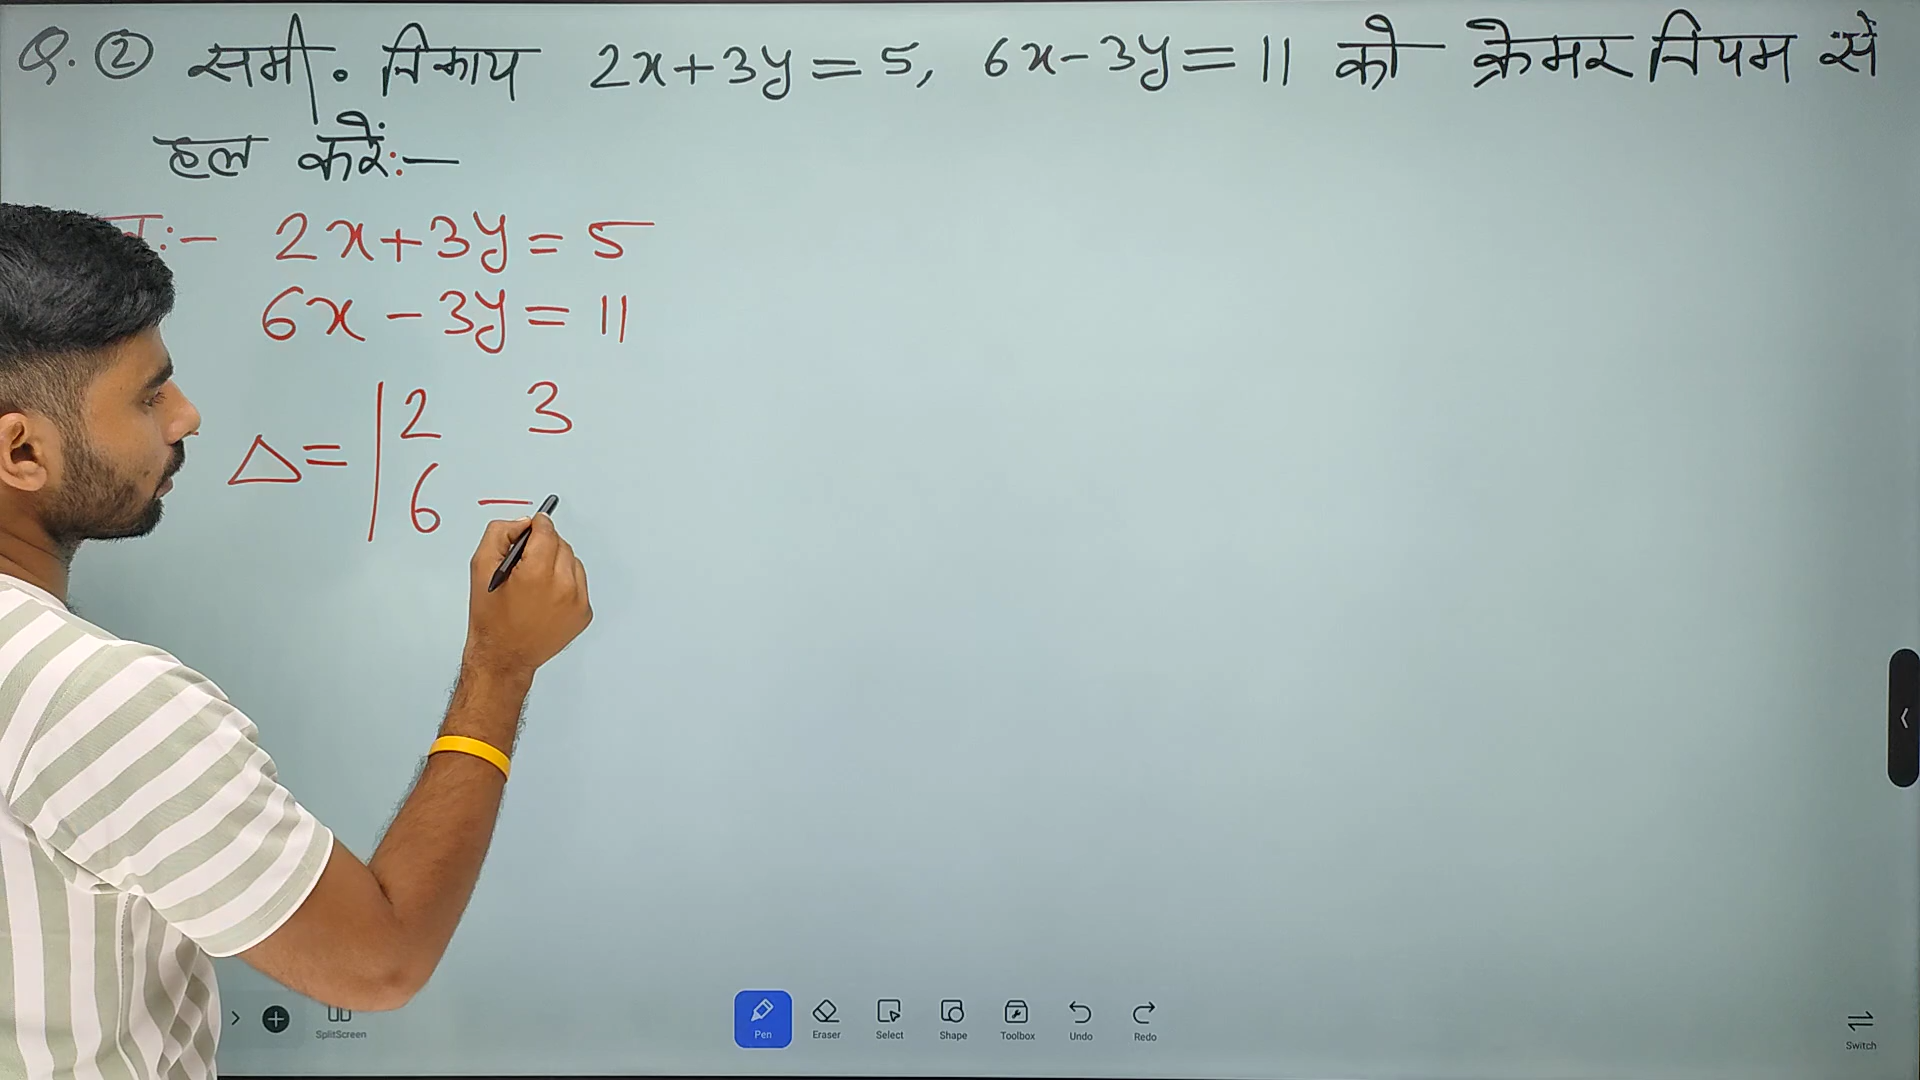 Q. ② समी. निकाय 2x+3y=5, 6x-3y=11 को क्रेमर नियम से
हल करें:-
:- 2x+3y=5
6x-3y=11
Δ= | 2 3
6 -
Pen Eraser Select Shape Toolbox Undo Redo
SplitScreen
Switch